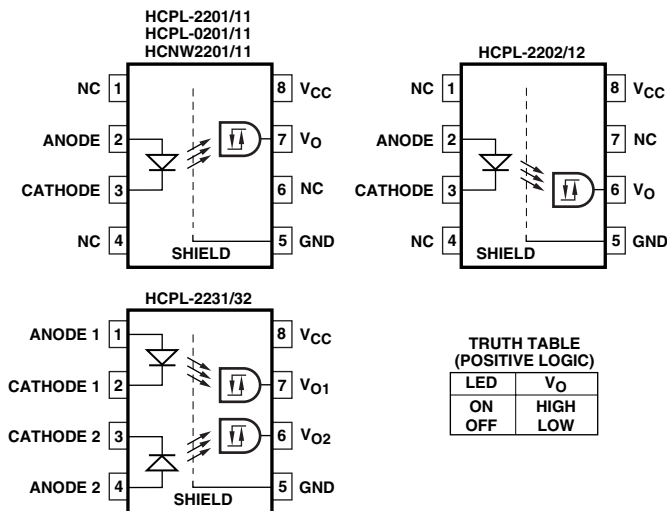 HCPL-2201/11
HCPL-0201/11
HCNW2201/11
NC 1
8 VCC
ANODE 2
7 VO
CATHODE 3
6 NC
NC 4
SHIELD
5 GND
HCPL-2202/12
NC 1
8 VCC
ANODE 2
7 NC
CATHODE 3
6 VO
NC 4
SHIELD
5 GND
HCPL-2231/32
ANODE 1 1
8 VCC
CATHODE 1 2
7 VO1
CATHODE 2 3
6 VO2
ANODE 2 4
SHIELD
5 GND
TRUTH TABLE
(POSITIVE LOGIC)
LED VO
ON HIGH
OFF LOW